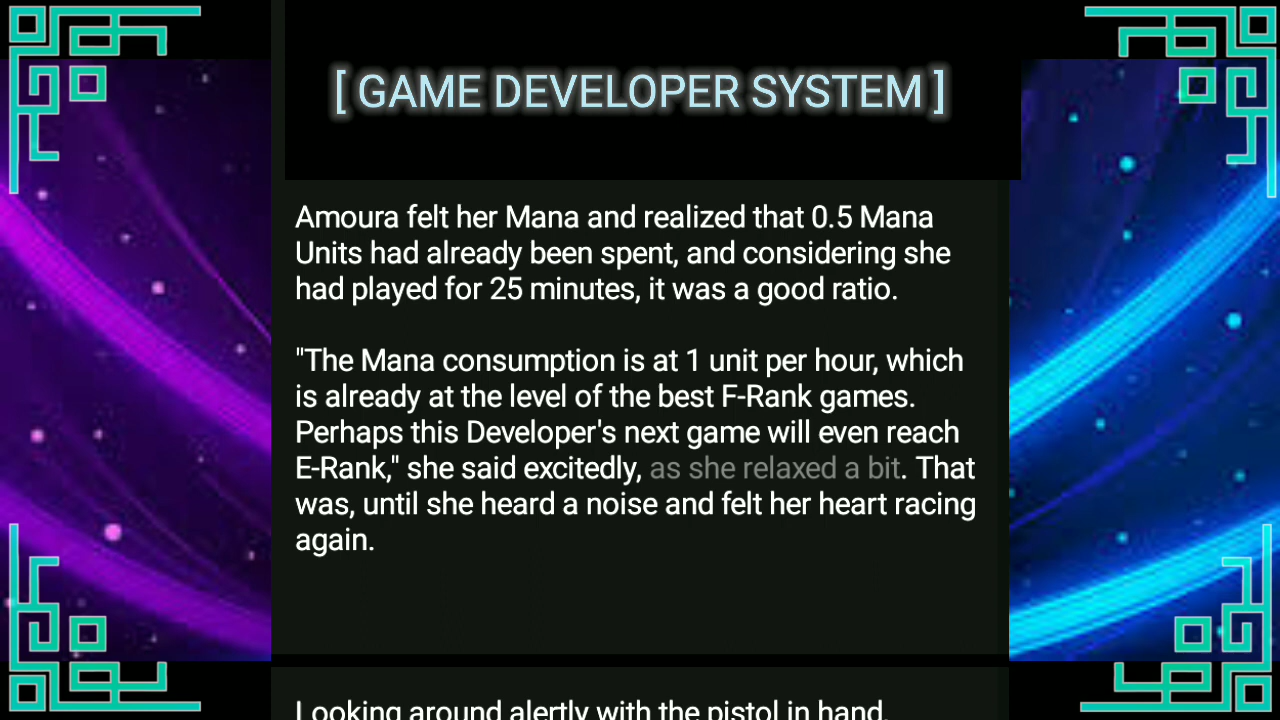 [ GAME DEVELOPER SYSTEM ]
Amoura felt her Mana and realized that 0.5 Mana
Units had already been spent, and considering she
had played for 25 minutes, it was a good ratio.
"The Mana consumption is at 1 unit per hour, which
is already at the level of the best F-Rank games.
Perhaps this Developer's next game will even reach
E-Rank," she said excitedly, as she relaxed a bit. That
was, until she heard a noise and felt her heart racing
again.
Looking around alertly with the pistol in hand,